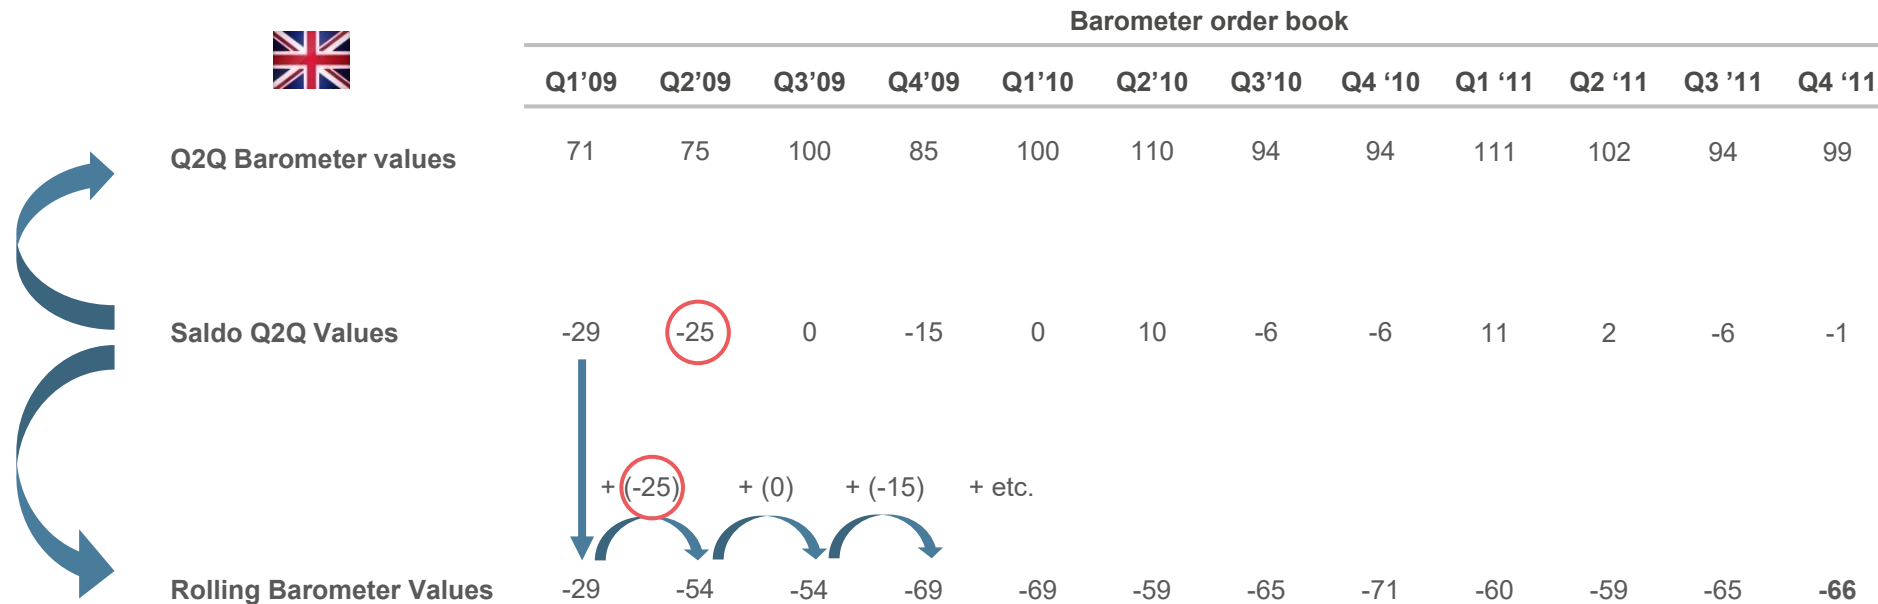 Barometer order book
Q1’09 Q2’09 Q3’09 Q4’09 Q1’10 Q2’10 Q3’10 Q4 ‘10 Q1 ‘11 Q2 ‘11 Q3 ’11 Q4 ‘11
Q2Q Barometer values 71 75 100 85 100 110 94 94 111 102 94 99
Saldo Q2Q Values -29 -25 0 -15 0 10 -6 -6 11 2 -6 -1
+ (-25) + (0) + (-15) + etc.
Rolling Barometer Values -29 -54 -54 -69 -69 -59 -65 -71 -60 -59 -65 -66